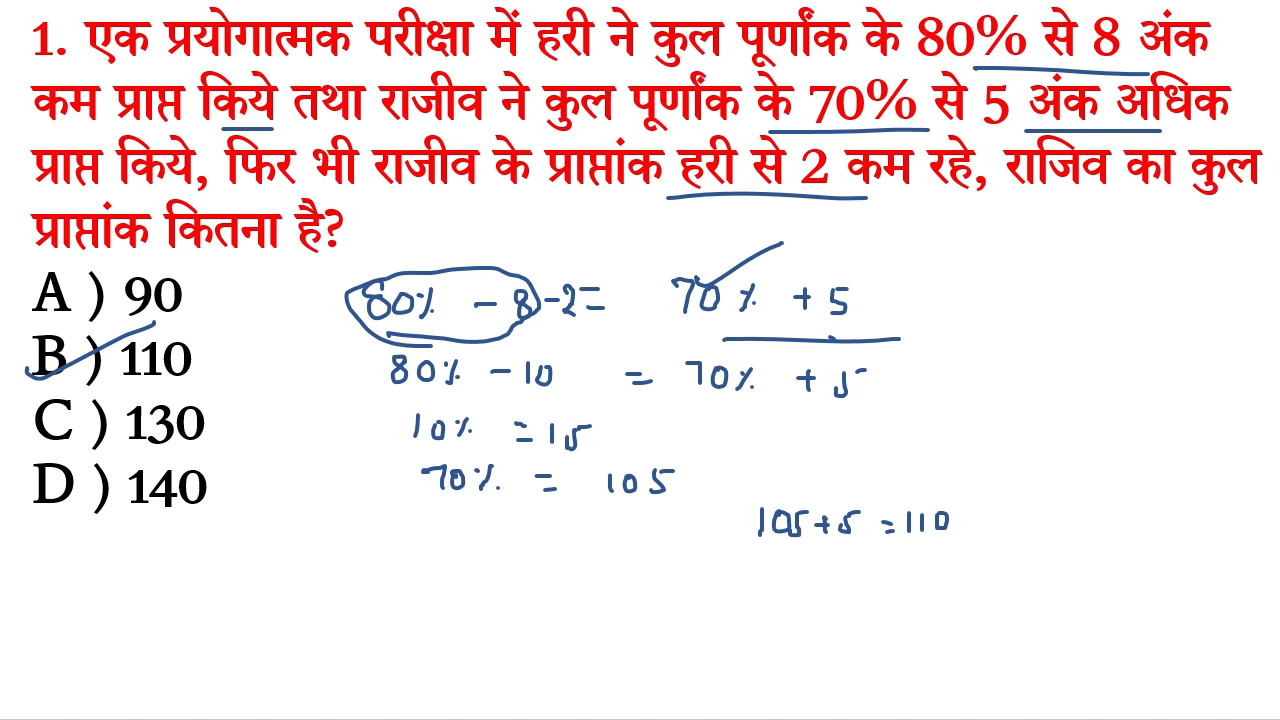 1. एक प्रयोगात्मक परीक्षा में हरी ने कुल पूर्णांक के 80% से 8 अंक
कम प्राप्त किये तथा राजीव ने कुल पूर्णांक के 70% से 5 अंक अधिक
प्राप्त किये, फिर भी राजीव के प्राप्तांक हरी से 2 कम रहे, राजिव का कुल
प्राप्तांक कितना है?
A ) 90
B ) 110
C ) 130
D ) 140
80% - 8 - 2 = 70% + 5
80% - 10 = 70% + 5
10% = 15
70% = 105
105 + 5 = 110